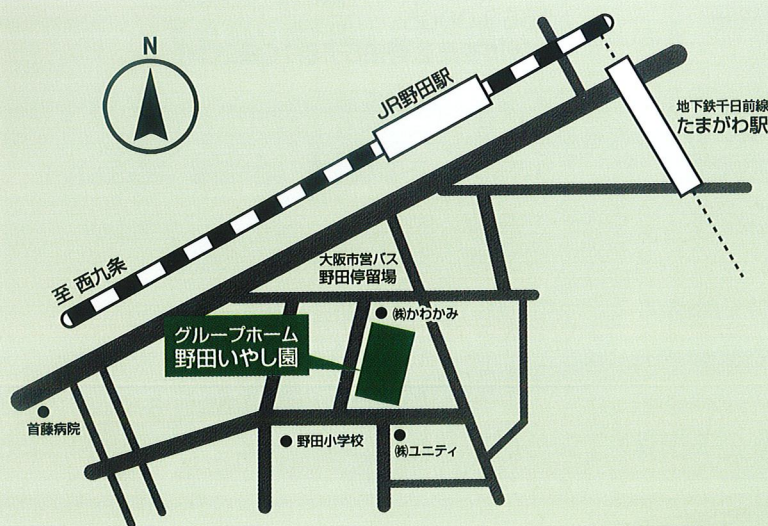 N
JR野田駅
地下鉄千日前線
たまがわ駅
至 西九条
大阪市営バス
野田停留場
㈱かわかみ
グループホーム
野田いやし園
首藤病院
野田小学校
㈱ユニティ